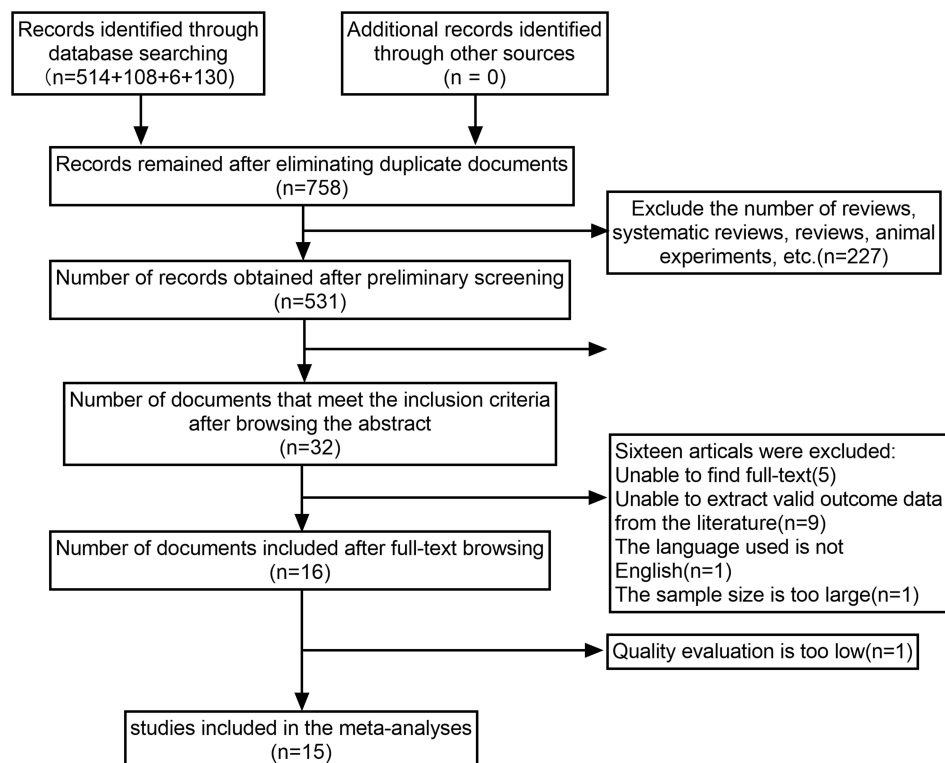 Records identified through
database searching
(n=514+108+6+130)
Additional records identified
through other sources
(n = 0)
Records remained after eliminating duplicate documents
(n=758)
Exclude the number of reviews,
systematic reviews, reviews, animal
experiments, etc.(n=227)
Number of records obtained after preliminary screening
(n=531)
Number of documents that meet the inclusion criteria
after browsing the abstract
(n=32)
Sixteen articals were excluded:
Unable to find full-text(5)
Unable to extract valid outcome data
from the literature(n=9)
The language used is not
English(n=1)
The sample size is too large(n=1)
Number of documents included after full-text browsing
(n=16)
Quality evaluation is too low(n=1)
studies included in the meta-analyses
(n=15)